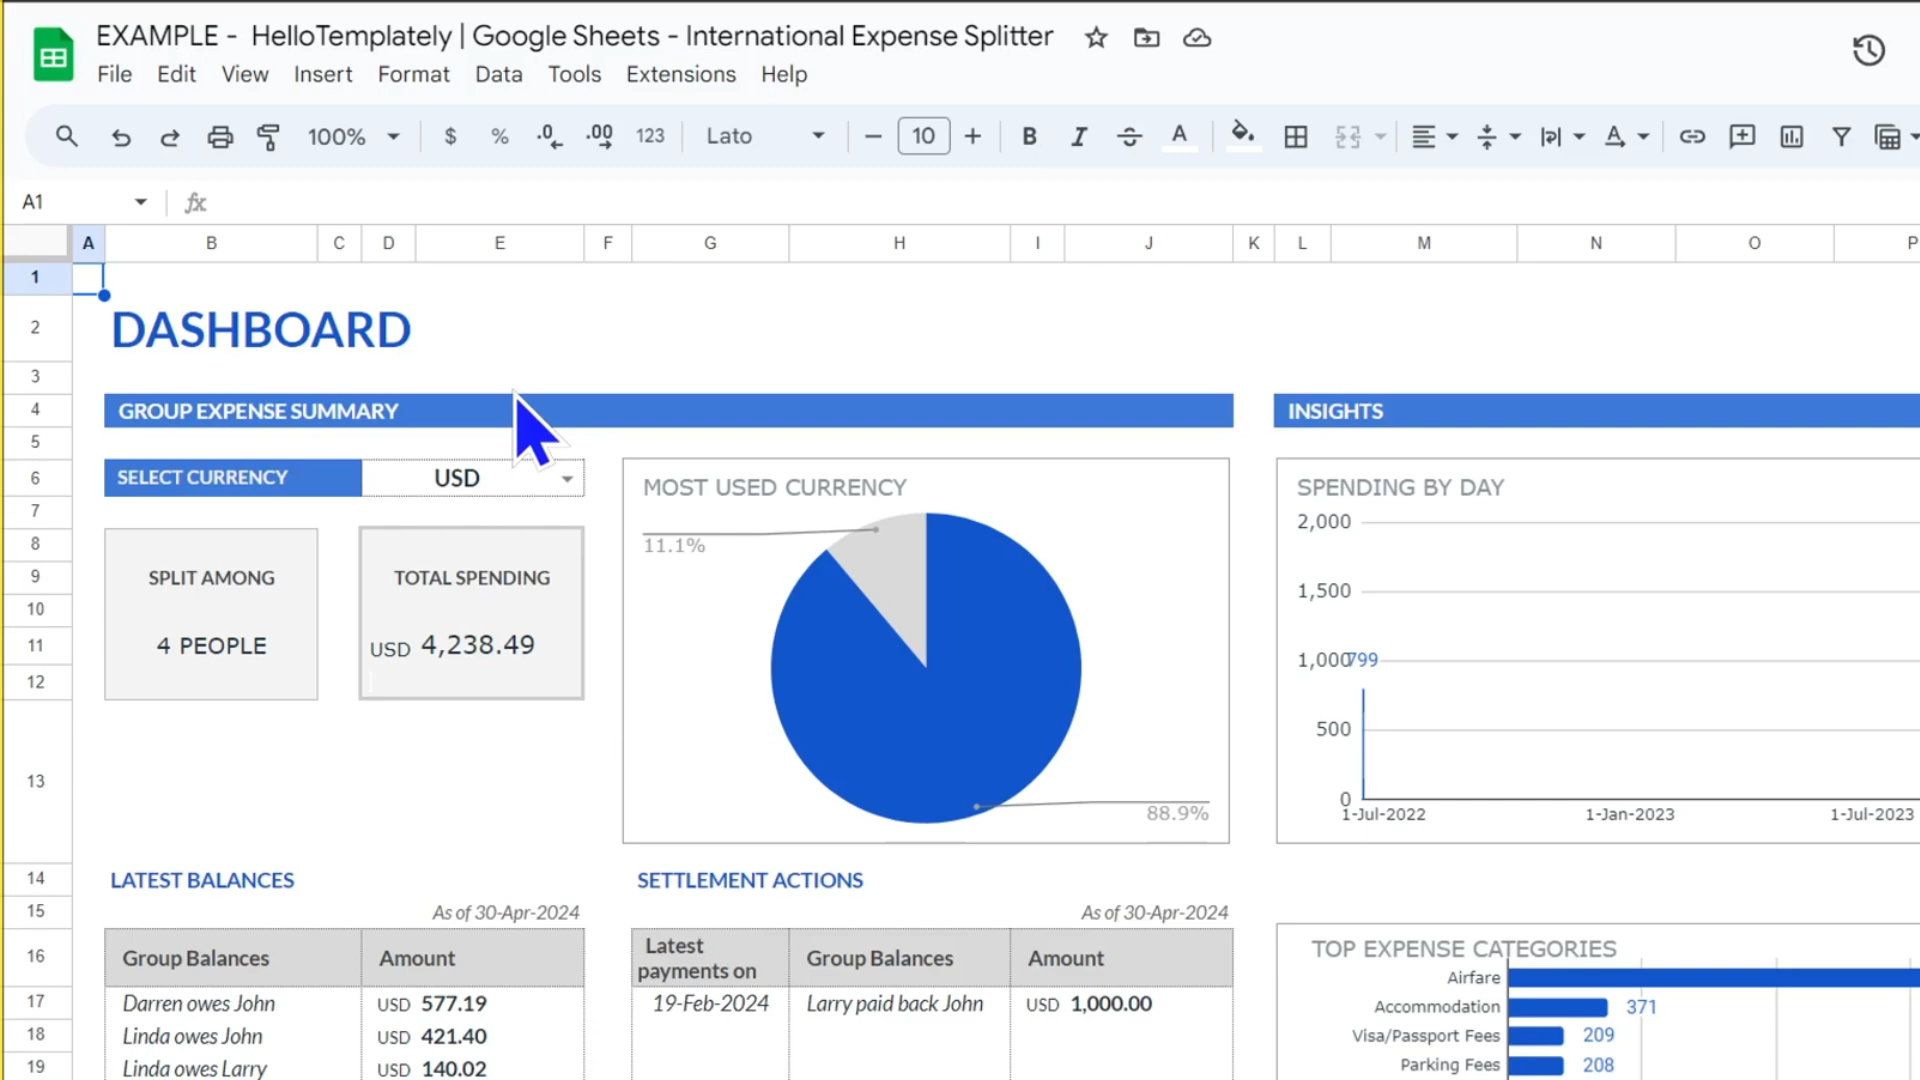 EXAMPLE - HelloTemplately | Google Sheets - International Expense Splitter
File Edit View Insert Format Data Tools Extensions Help
100% $ % .0 .00 123 Lato 10 B I A A
A1 fx
A B C D E F G H I J K L M N O P
1
2 DASHBOARD
3
4 GROUP EXPENSE SUMMARY INSIGHTS
5
6 SELECT CURRENCY USD
MOST USED CURRENCY SPENDING BY DAY
7
2,000
8 11.1%
9 SPLIT AMONG TOTAL SPENDING
1,500
10
11 4 PEOPLE USD 4,238.49
1,000 799
12
500
13
0
88.9% 1-Jul-2022 1-Jan-2023 1-Jul-2023
14 LATEST BALANCES SETTLEMENT ACTIONS
15 As of 30-Apr-2024 As of 30-Apr-2024
16 Group Balances Amount Latest payments on Group Balances Amount
TOP EXPENSE CATEGORIES
Airfare
17 Darren owes John USD 577.19 19-Feb-2024 Larry paid back John USD 1,000.00
Accommodation 371
18 Linda owes John USD 421.40
Visa/Passport Fees 209
19 Linda owes Larry USD 140.02
Parking Fees 208